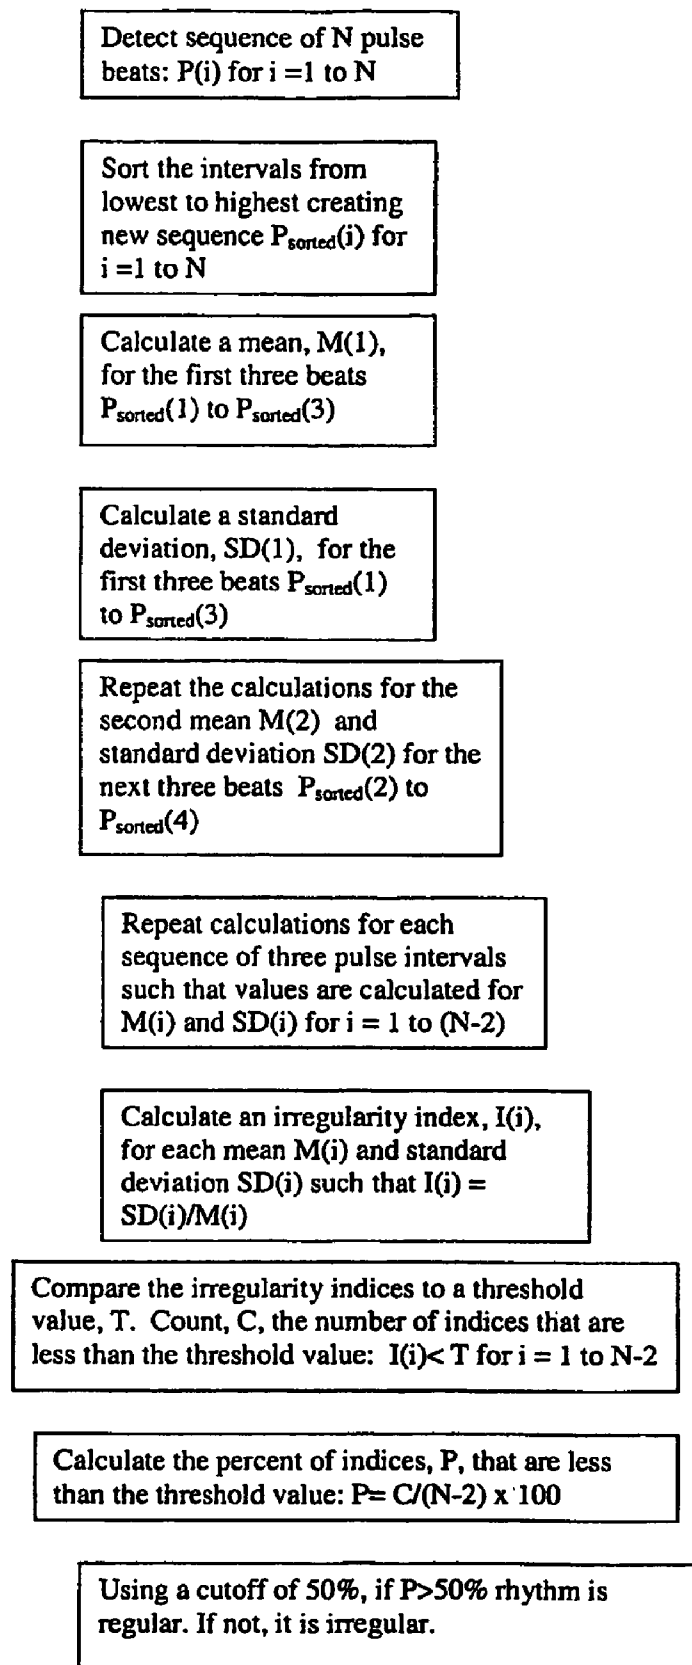 Detect sequence of N pulse
beats: P(i) for i =1 to N
Sort the intervals from
lowest to highest creating
new sequence Psorted(i) for
i =1 to N
Calculate a mean, M(1),
for the first three beats
Psorted(1) to Psorted(3)
Calculate a standard
deviation, SD(1), for the
first three beats Psorted(1)
to Psorted(3)
Repeat the calculations for the
second mean M(2) and
standard deviation SD(2) for the
next three beats Psorted(2) to
Psorted(4)
Repeat calculations for each
sequence of three pulse intervals
such that values are calculated for
M(i) and SD(i) for i = 1 to (N-2)
Calculate an irregularity index, I(i),
for each mean M(i) and standard
deviation SD(i) such that I(i) =
SD(i)/M(i)
Compare the irregularity indices to a threshold
value, T. Count, C, the number of indices that are
less than the threshold value: I(i)< T for i = 1 to N-2
Calculate the percent of indices, P, that are less
than the threshold value: P= C/(N-2) x 100
Using a cutoff of 50%, if P>50% rhythm is
regular. If not, it is irregular.